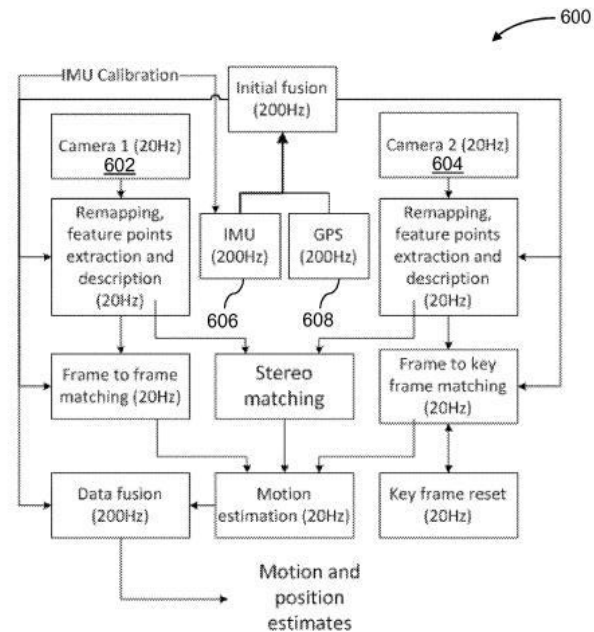 600
IMU Calibration
Initial fusion
(200Hz)
Camera 1 (20Hz)
602
Camera 2 (20Hz)
604
Remapping,
feature points
extraction and
description
(20Hz)
IMU
(200Hz)
GPS
(200Hz)
Remapping,
feature points
extraction and
description
(20Hz)
606
608
Frame to frame
matching (20Hz)
Stereo
matching
Frame to key
frame matching
(20Hz)
Data fusion
(200Hz)
Motion
estimation (20Hz)
Key frame reset
(20Hz)
Motion and
position
estimates